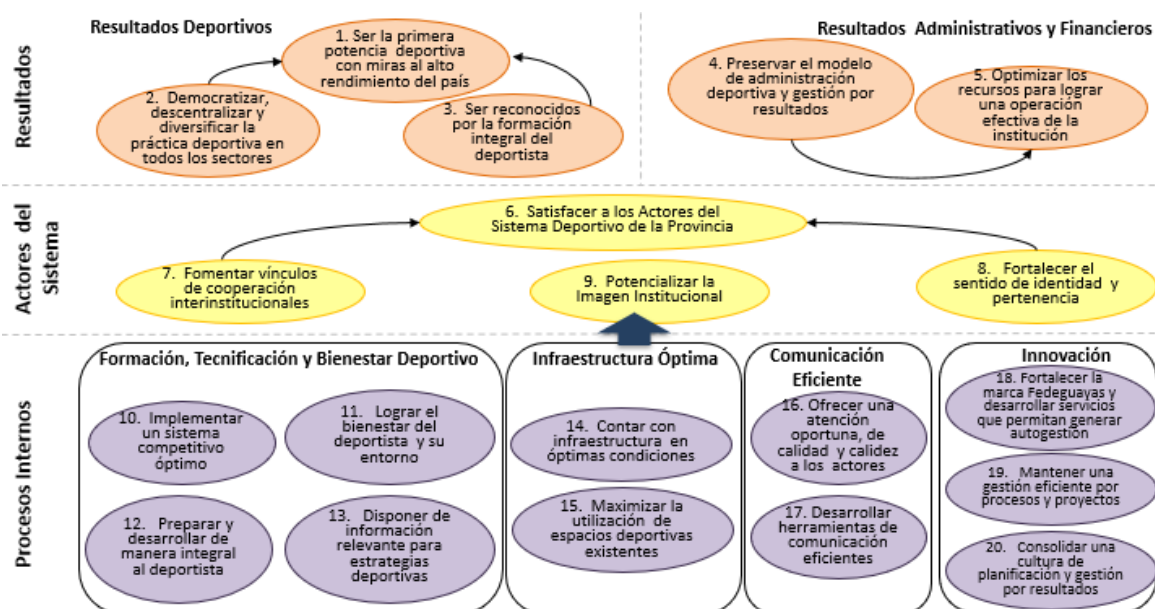 Resultados Deportivos
Resultados Administrativos y Financieros
Resultados
1. Ser la primera
potencia deportiva
con miras al alto
rendimiento del país
2. Democratizar,
descentralizar y
diversificar la
práctica deportiva en
todos los sectores
3. Ser reconocidos
por la formación
integral del
deportista
4. Preservar el modelo
de administración
deportiva y gestión por
resultados
5. Optimizar los
recursos para lograr
una operación
efectiva de la
institución
Actores del
Sistema
6. Satisfacer a los Actores del
Sistema Deportivo de la Provincia
7. Fomentar vínculos
de cooperación
interinstitucionales
9. Potencializar la
Imagen Institucional
8. Fortalecer el
sentido de identidad y
pertenencia
Procesos Internos
Formación, Tecnificación y Bienestar Deportivo
10. Implementar
un sistema
competitivo
óptimo
11. Lograr el
bienestar del
deportista y su
entorno
12. Preparar y
desarrollar de
manera integral
al deportista
13. Disponer de
información
relevante para
estrategias
deportivas
Infraestructura Óptima
14. Contar con
infraestructura en
óptimas condiciones
15. Maximizar la
utilización de
espacios deportivas
existentes
Comunicación
Eficiente
16. Ofrecer una
atención
oportuna, de
calidad y calidez
a los actores
17. Desarrollar
herramientas de
comunicación
eficientes
Innovación
18. Fortalecer la
marca Fedeguayas y
desarrollar servicios
que permitan generar
autogestión
19. Mantener una
gestión eficiente por
procesos y proyectos
20. Consolidar una
cultura de
planificación y gestión
por resultados